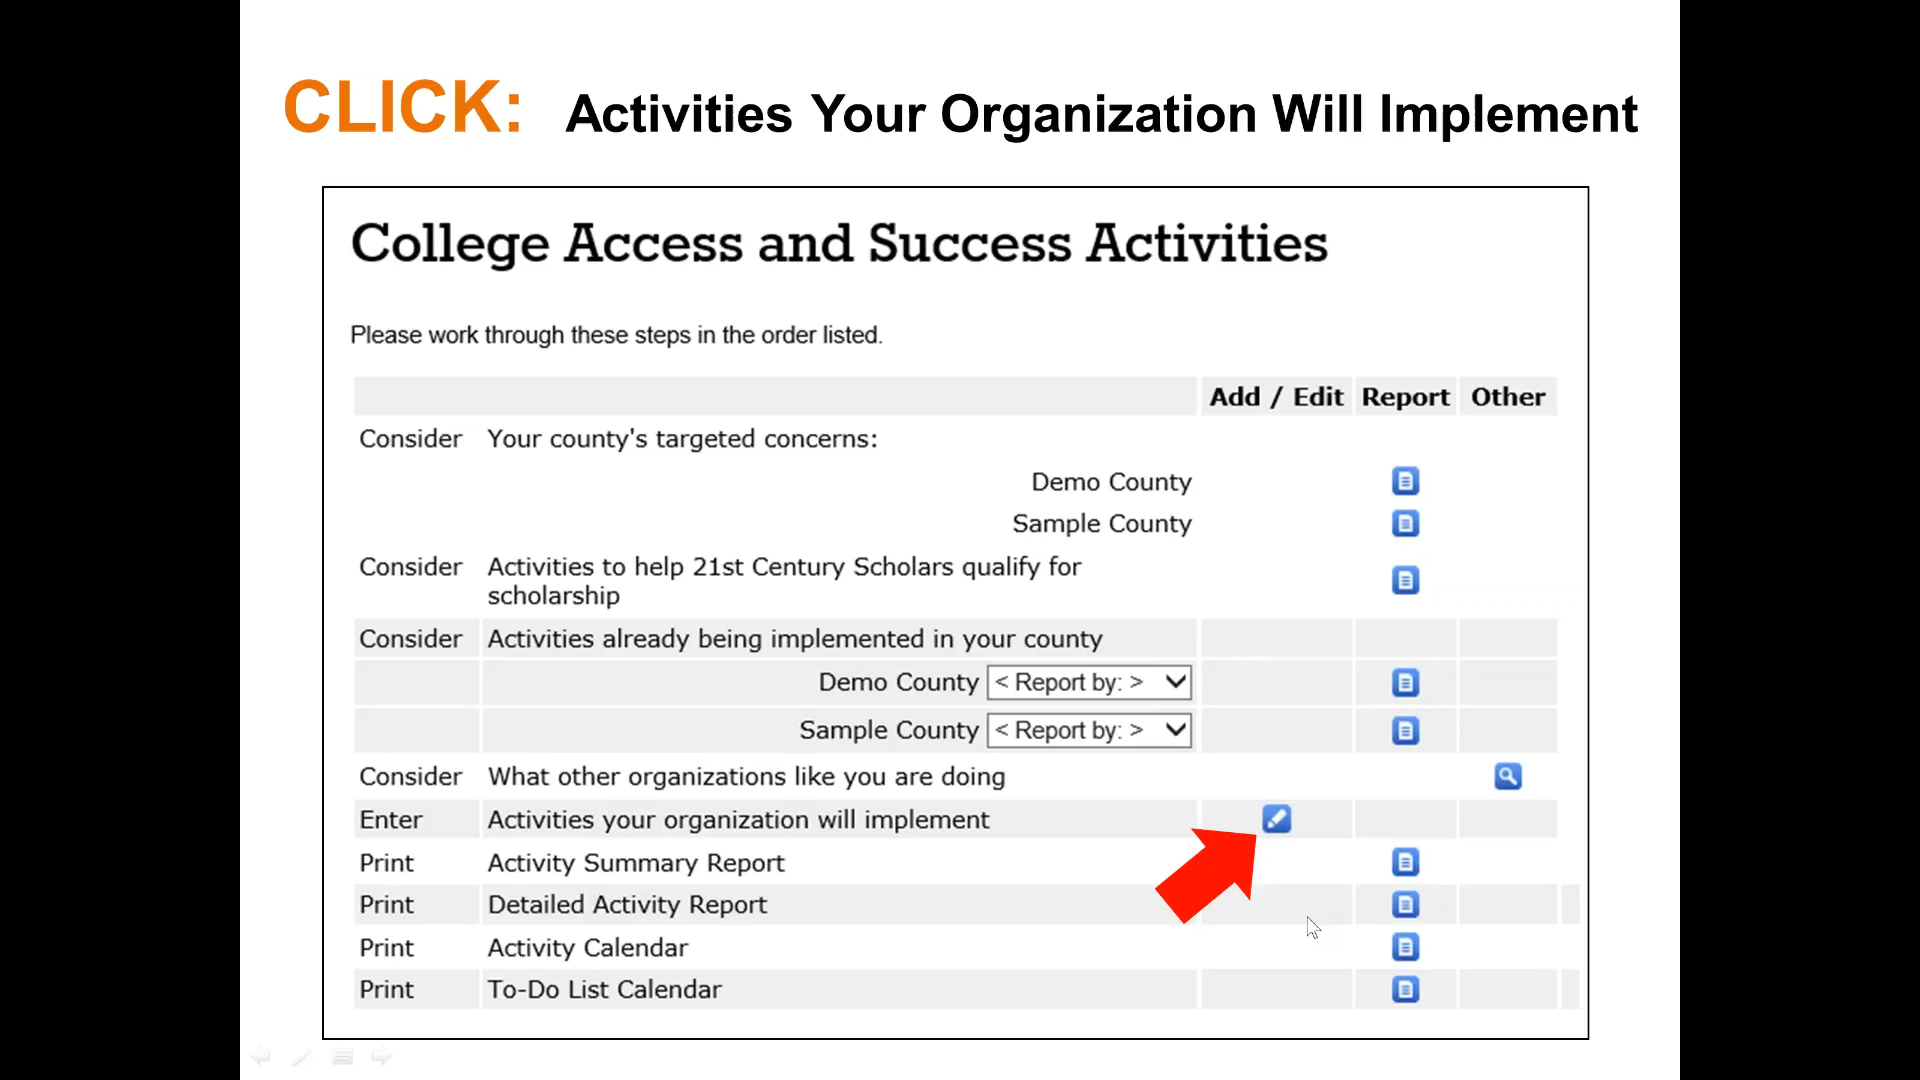 CLICK: Activities Your Organization Will Implement
College Access and Success Activities
Please work through these steps in the order listed.
Add / Edit Report Other
Consider Your county's targeted concerns:
Demo County
Sample County
Consider Activities to help 21st Century Scholars qualify for
scholarship
Consider Activities already being implemented in your county
Demo County < Report by: >
Sample County < Report by: >
Consider What other organizations like you are doing
Enter Activities your organization will implement
Print Activity Summary Report
Print Detailed Activity Report
Print Activity Calendar
Print To-Do List Calendar